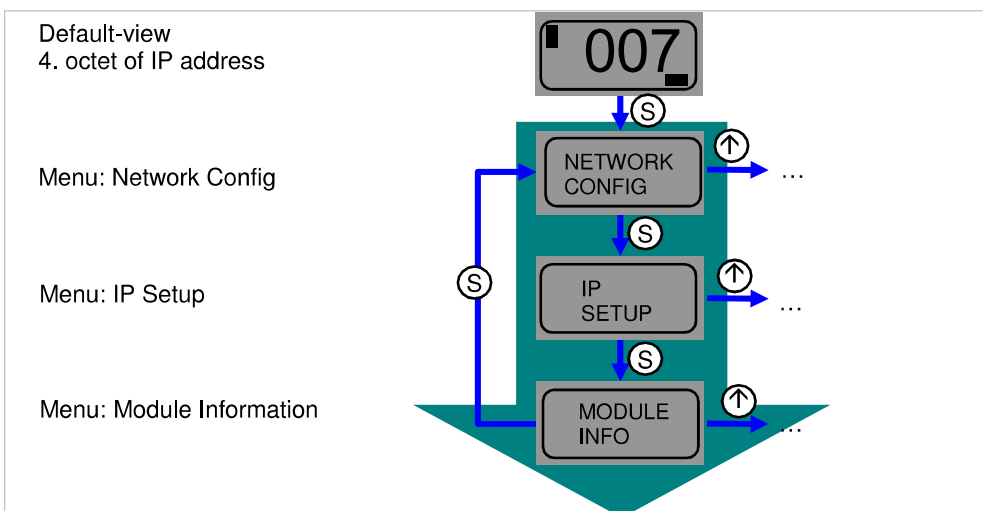 Default-view
4. octet of IP address
007
S
Menu: Network Config
NETWORK
CONFIG
↑
...
S
S
Menu: IP Setup
IP
SETUP
↑
...
S
Menu: Module Information
MODULE
INFO
↑
...